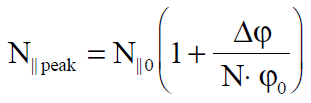 N∥peak = N∥0 (1 + Δφ / N· φ0)